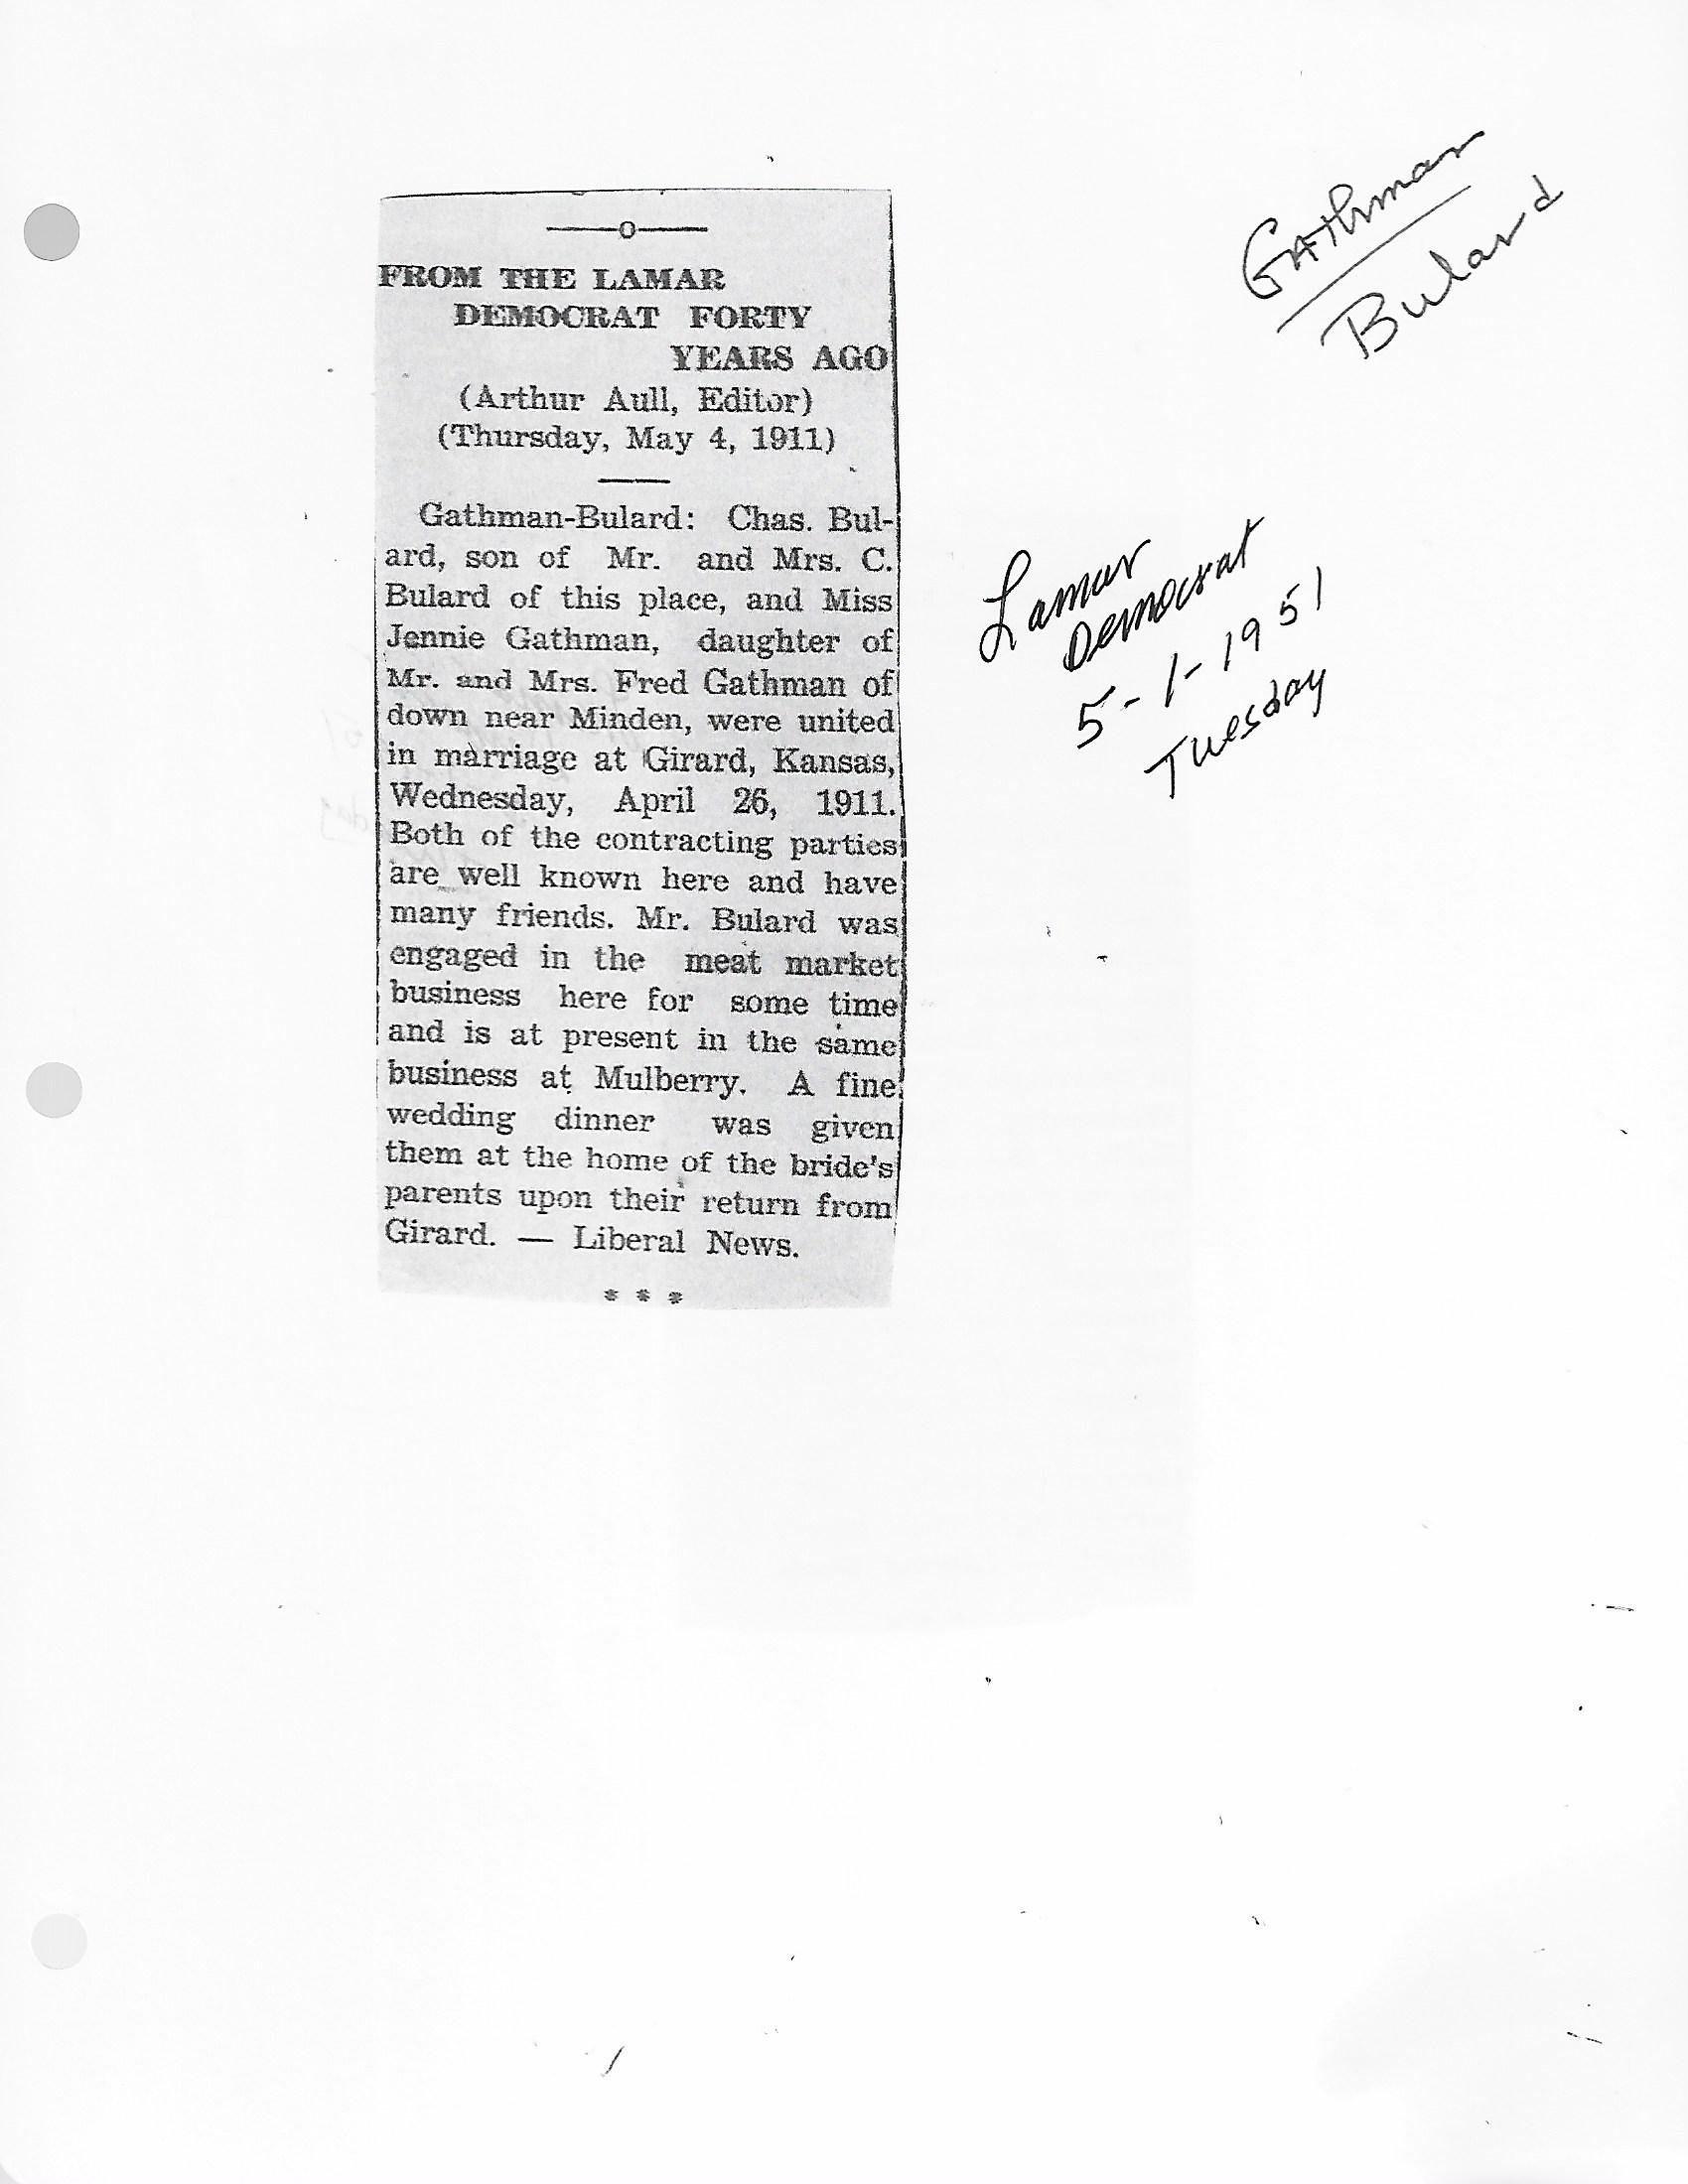 Gathman
Bulard
—o—
FROM THE LAMAR
DEMOCRAT FORTY
YEARS AGO
(Arthur Aull, Editor)
(Thursday, May 4, 1911)
Gathman-Bulard: Chas. Bul-
ard, son of Mr. and Mrs. C.
Bulard of this place, and Miss
Jennie Gathman, daughter of
Mr. and Mrs. Fred Gathman of
down near Minden, were united
in marriage at Girard, Kansas,
Wednesday, April 26, 1911.
Both of the contracting parties
are well known here and have
many friends. Mr. Bulard was
engaged in the meat market
business here for some time
and is at present in the same
business at Mulberry. A fine
wedding dinner was given
them at the home of the bride's
parents upon their return from
Girard. — Liberal News.
* * *
Lamar
Democrat
5-1-1951
Tuesday